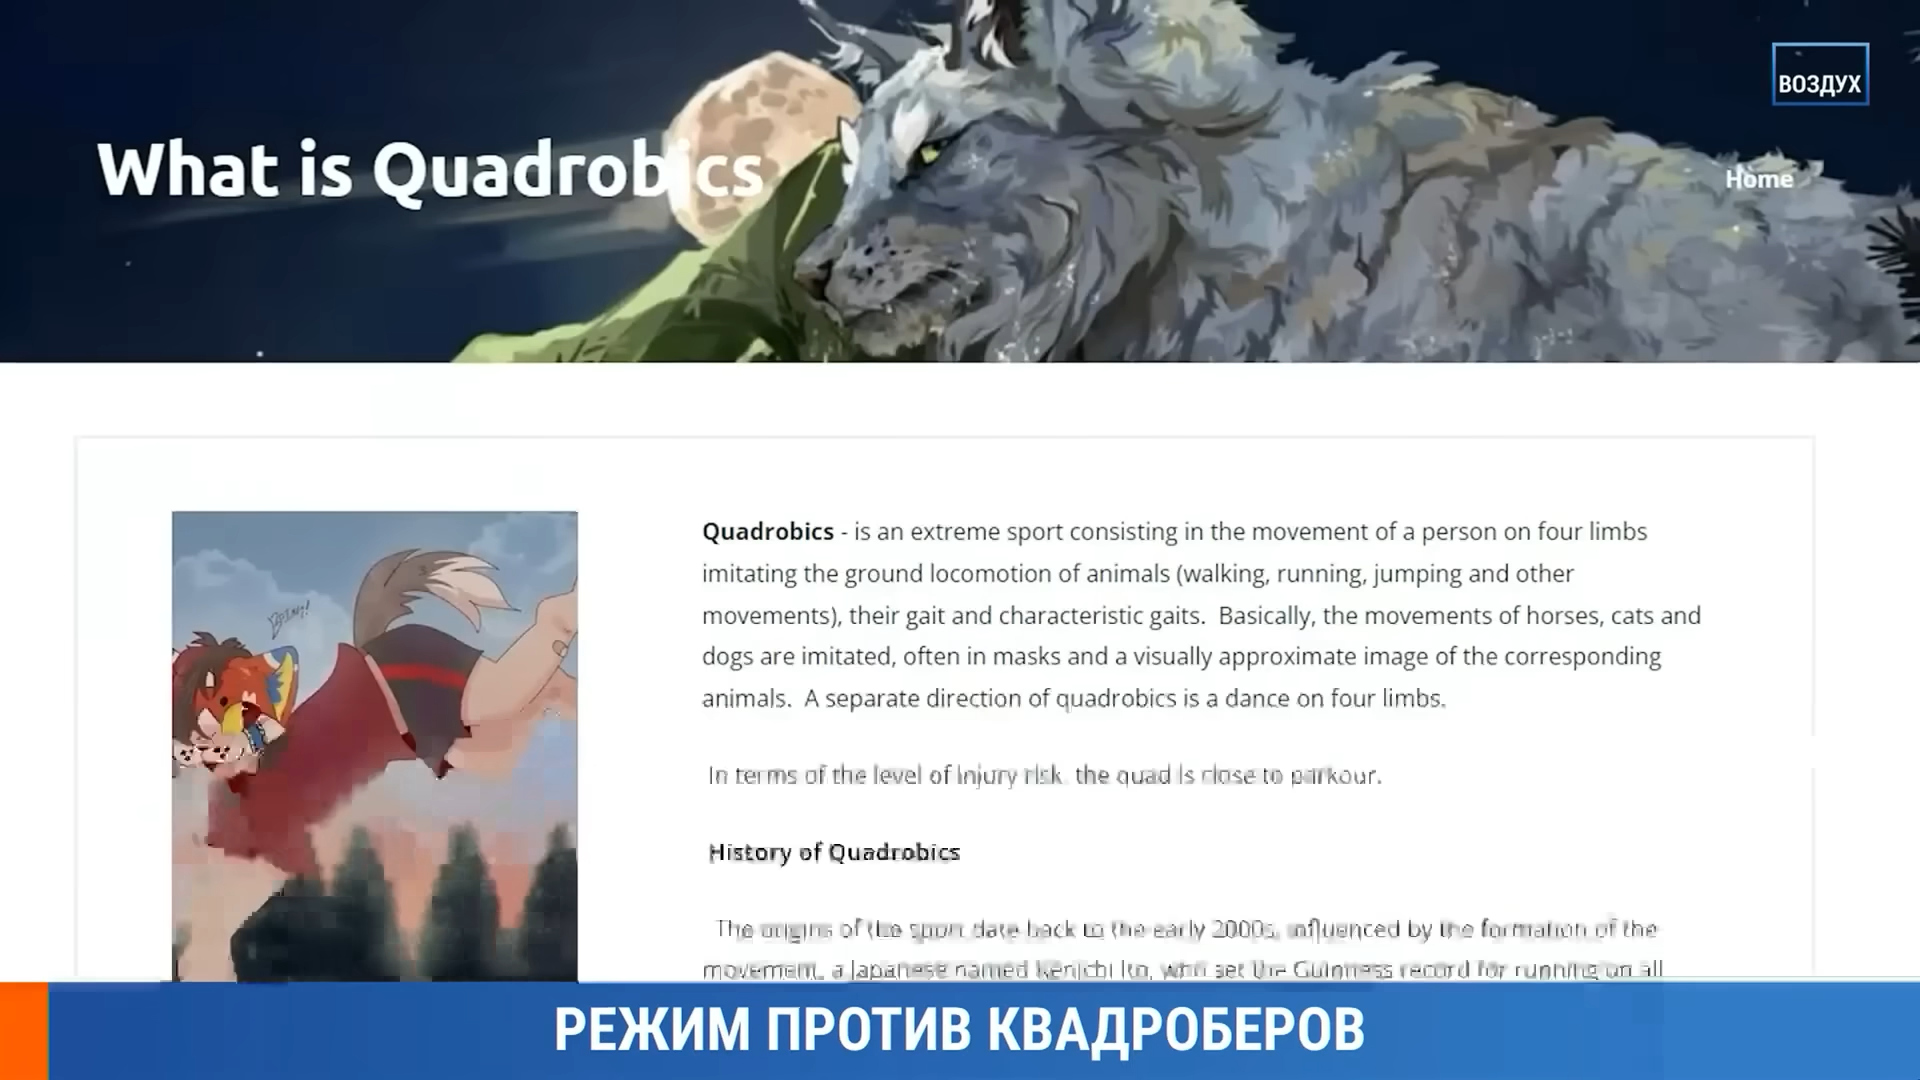 ВОЗДУХ
What is Quadrobics
Home
Quadrobics - is an extreme sport consisting in the movement of a person on four limbs
imitating the ground locomotion of animals (walking, running, jumping and other
movements), their gait and characteristic gaits. Basically, the movements of horses, cats and
dogs are imitated, often in masks and a visually approximate image of the corresponding
animals. A separate direction of quadrobics is a dance on four limbs.
In terms of the level of injury risk, the quad is close to parkour.
History of Quadrobics
The origins of the sport date back to the early 2000s, influenced by the formation of the
movement, a Japanese named Kenichi Ito, who set the Guinness record for running on all
РЕЖИМ ПРОТИВ КВАДРОБЕРОВ